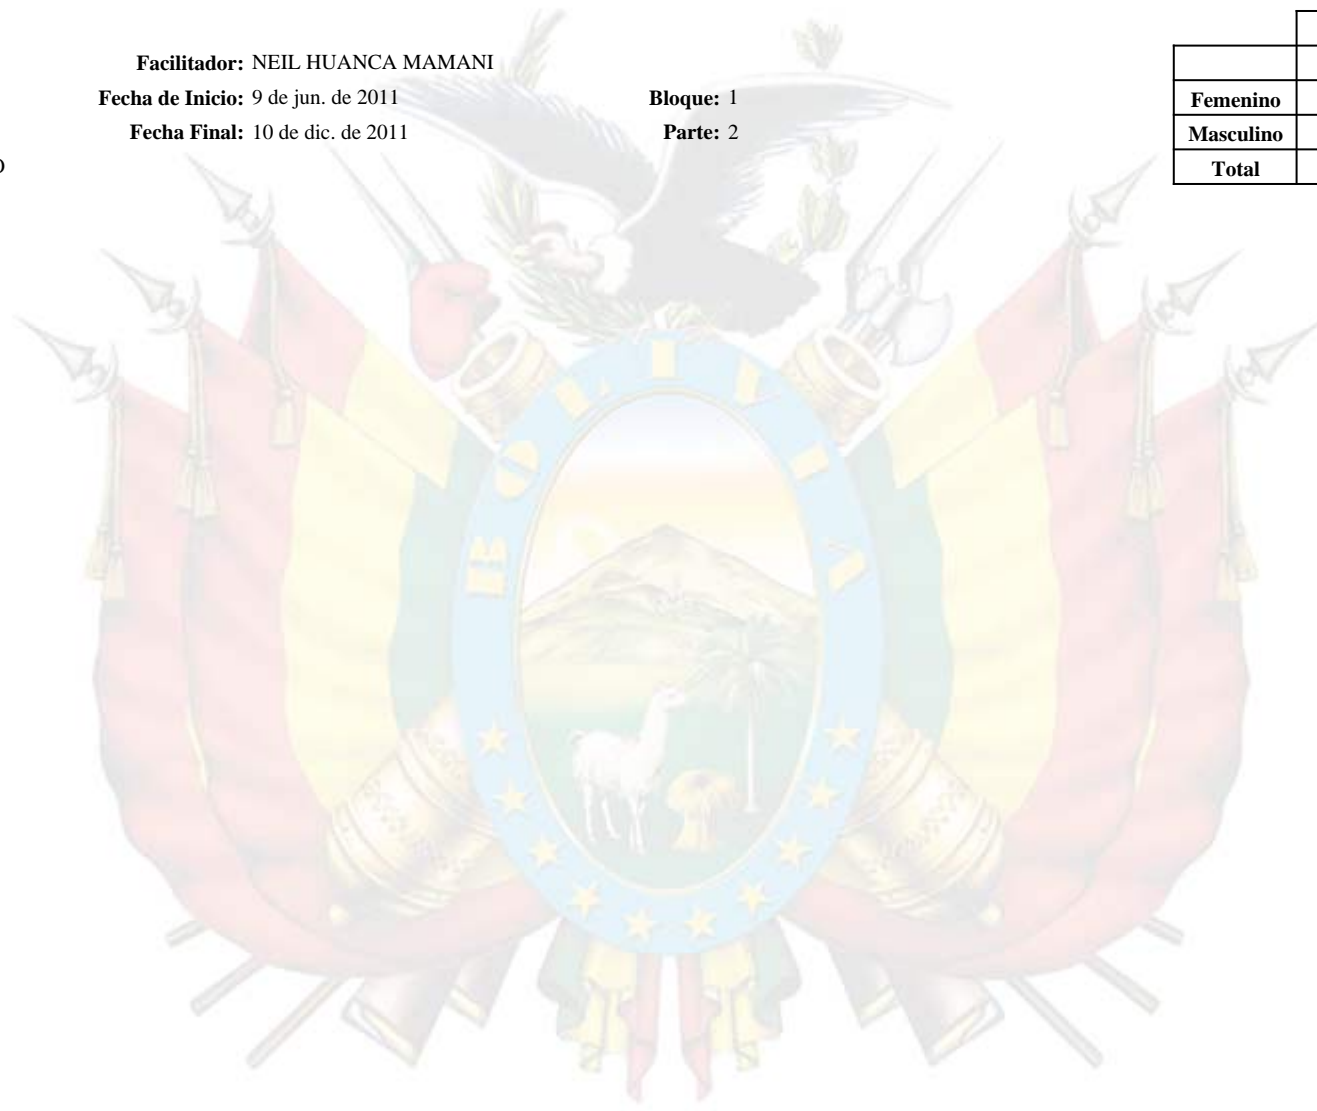 Facilitador: NEIL HUANCA MAMANI
Fecha de Inicio: 9 de jun. de 2011 Bloque: 1
Fecha Final: 10 de dic. de 2011 Parte: 2
Femenino
Masculino
Total
BOLIVIA